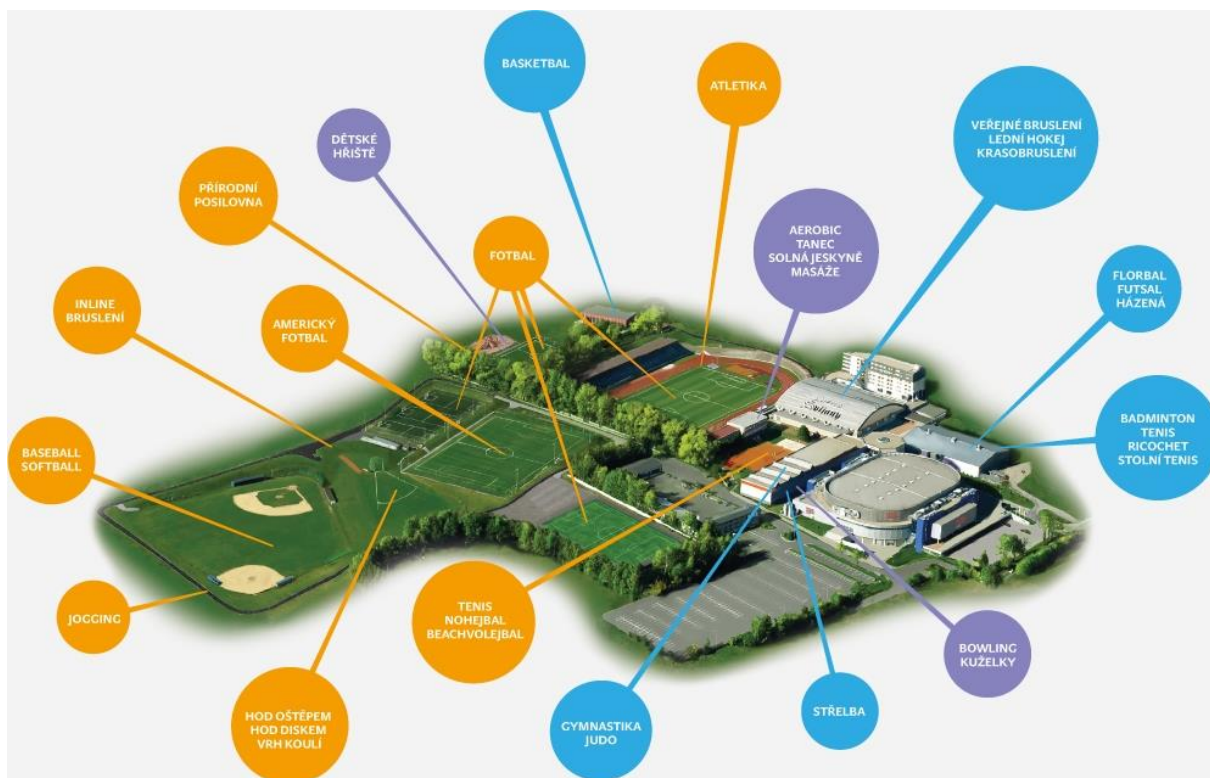 BASKETBAL
ATLETIKA
VEŘEJNÉ BRUSLENÍ
LEDNÍ HOKEJ
KRASOBRUSLENÍ
DĚTSKÉ
HŘIŠTĚ
PŘÍRODNÍ
POSILOVNA
AEROBIC
TANEC
SOLNÁ JESKYNĚ
MASÁŽE
FOTBAL
FLORBAL
FUTSAL
HÁZENÁ
INLINE
BRUSLENÍ
AMERICKÝ
FOTBAL
BADMINTON
TENIS
RICOCHET
STOLNÍ TENIS
BASEBALL
SOFTBALL
JOGGING
TENIS
NOHEJBAL
BEACHVOLEJBAL
BOWLING
KUŽELKY
HOD OŠTĚPEM
HOD DISKEM
VRH KOULÍ
GYMNASTIKA
JUDO
STŘELBA